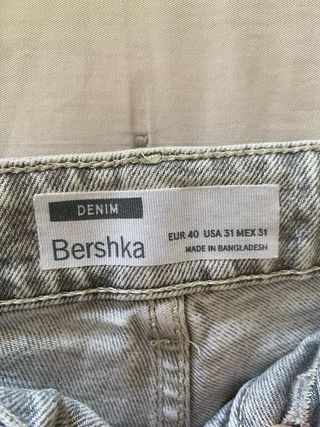 DENIM
Bershka
EUR 40 USA 31 MEX 31
MADE IN BANGLADESH